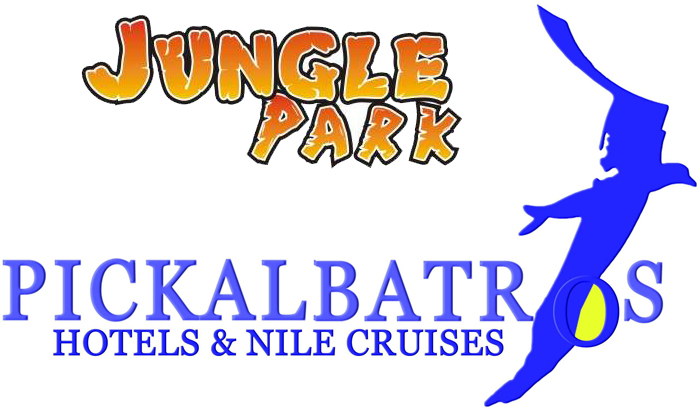 JUNGLE
PARK
PICKALBATROS
HOTELS & NILE CRUISES